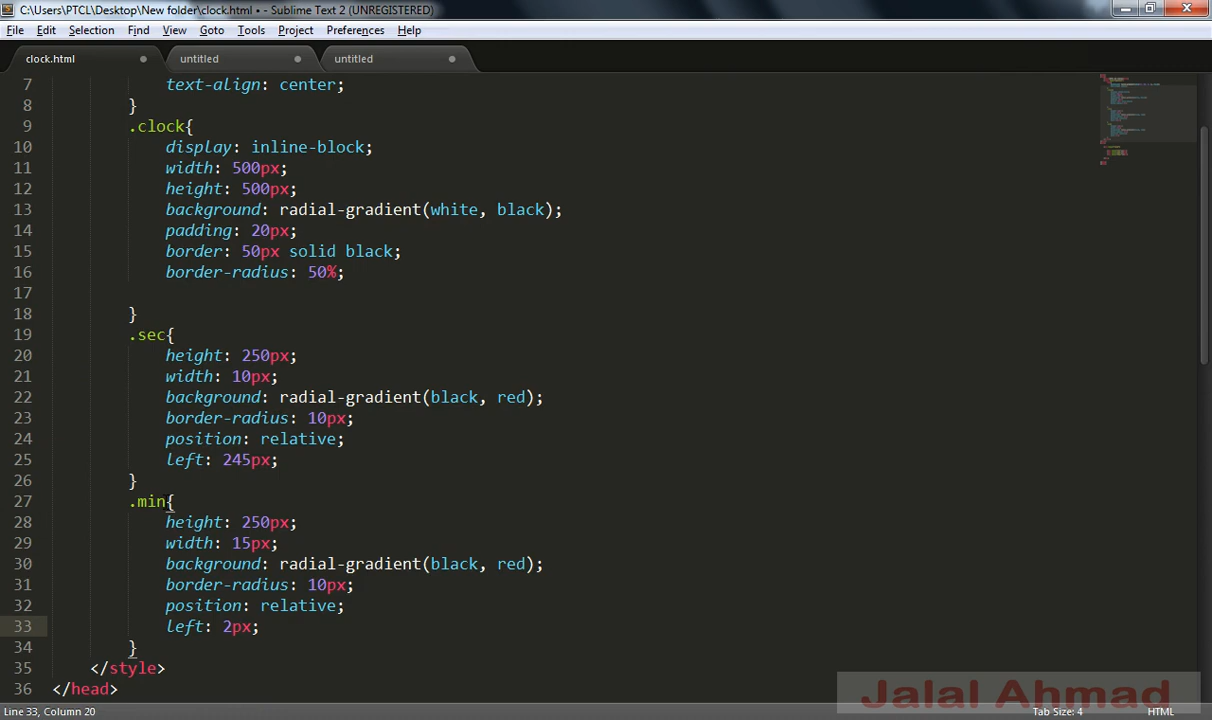 C:\Users\PTCL\Desktop\New folder\clock.html • - Sublime Text 2 (UNREGISTERED)
File Edit Selection Find View Goto Tools Project Preferences Help
clock.html untitled untitled
7 text-align: center;
8 }
9 .clock{
10 display: inline-block;
11 width: 500px;
12 height: 500px;
13 background: radial-gradient(white, black);
14 padding: 20px;
15 border: 50px solid black;
16 border-radius: 50%;
17
18 }
19 .sec{
20 height: 250px;
21 width: 10px;
22 background: radial-gradient(black, red);
23 border-radius: 10px;
24 position: relative;
25 left: 245px;
26 }
27 .min{
28 height: 250px;
29 width: 15px;
30 background: radial-gradient(black, red);
31 border-radius: 10px;
32 position: relative;
33 left: 2px;
34 }
35 </style>
36 </head>
Jalal Ahmad
Line 33, Column 20 Tab Size: 4 HTML